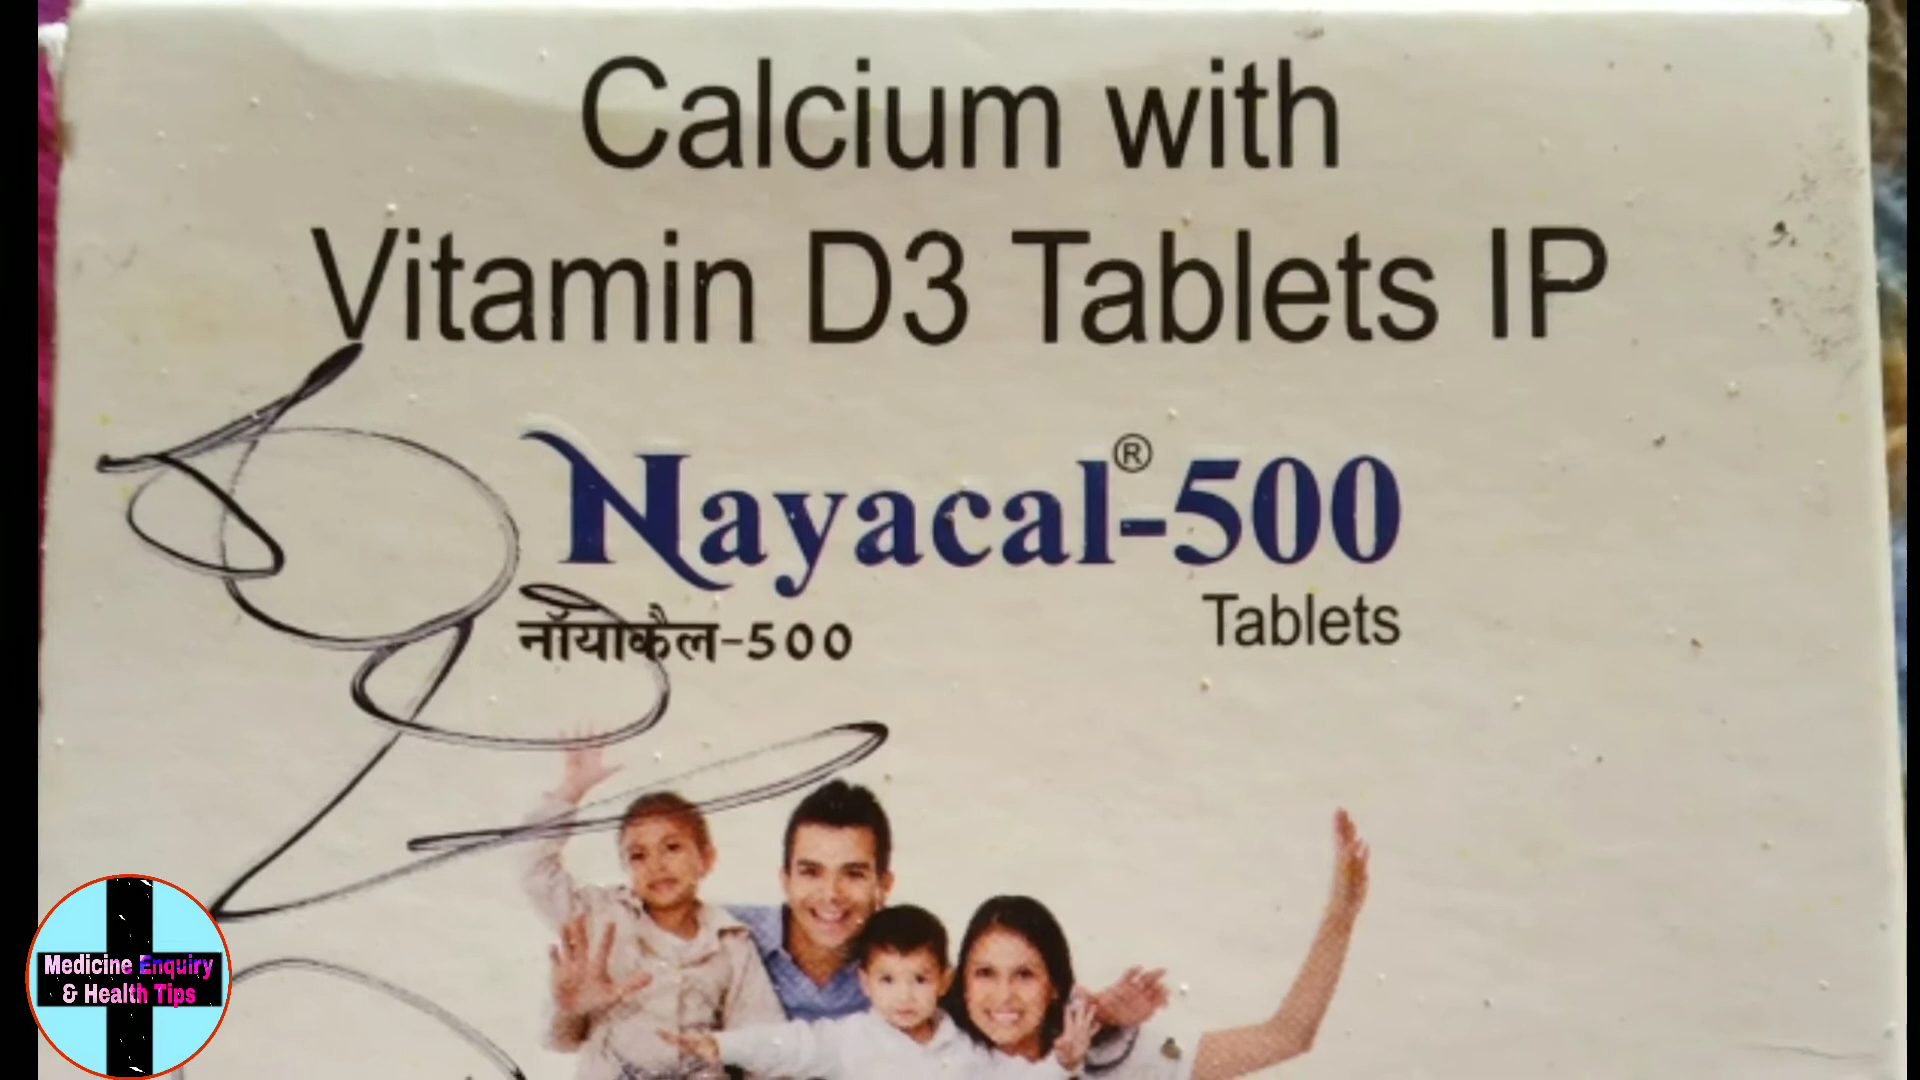 Calcium with
Vitamin D3 Tablets IP
Nayacal®-500
नॉयोकैल-500
Tablets
Medicine Enquiry
& Health Tips